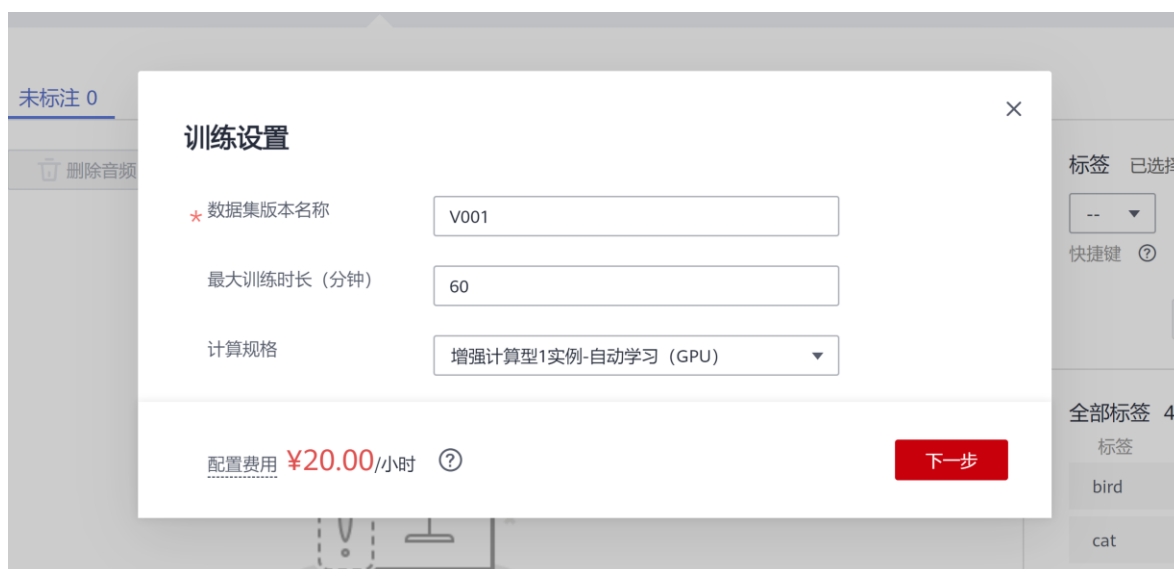 未标注 0
删除音频
训练设置
* 数据集版本名称
V001
最大训练时长（分钟）
60
计算规格
增强计算型1实例-自动学习（GPU）
配置费用 ¥20.00/小时 ?
下一步
标签 已选择
--
快捷键 ?
全部标签 4
标签
bird
cat